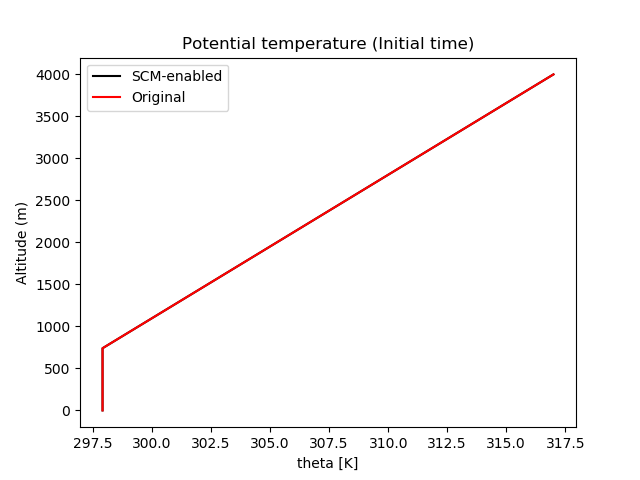 Potential temperature (Initial time)
SCM-enabled
Original
4000
3500
3000
2500
2000
1500
1000
500
0
Altitude (m)
297.5 300.0 302.5 305.0 307.5 310.0 312.5 315.0 317.5
theta [K]